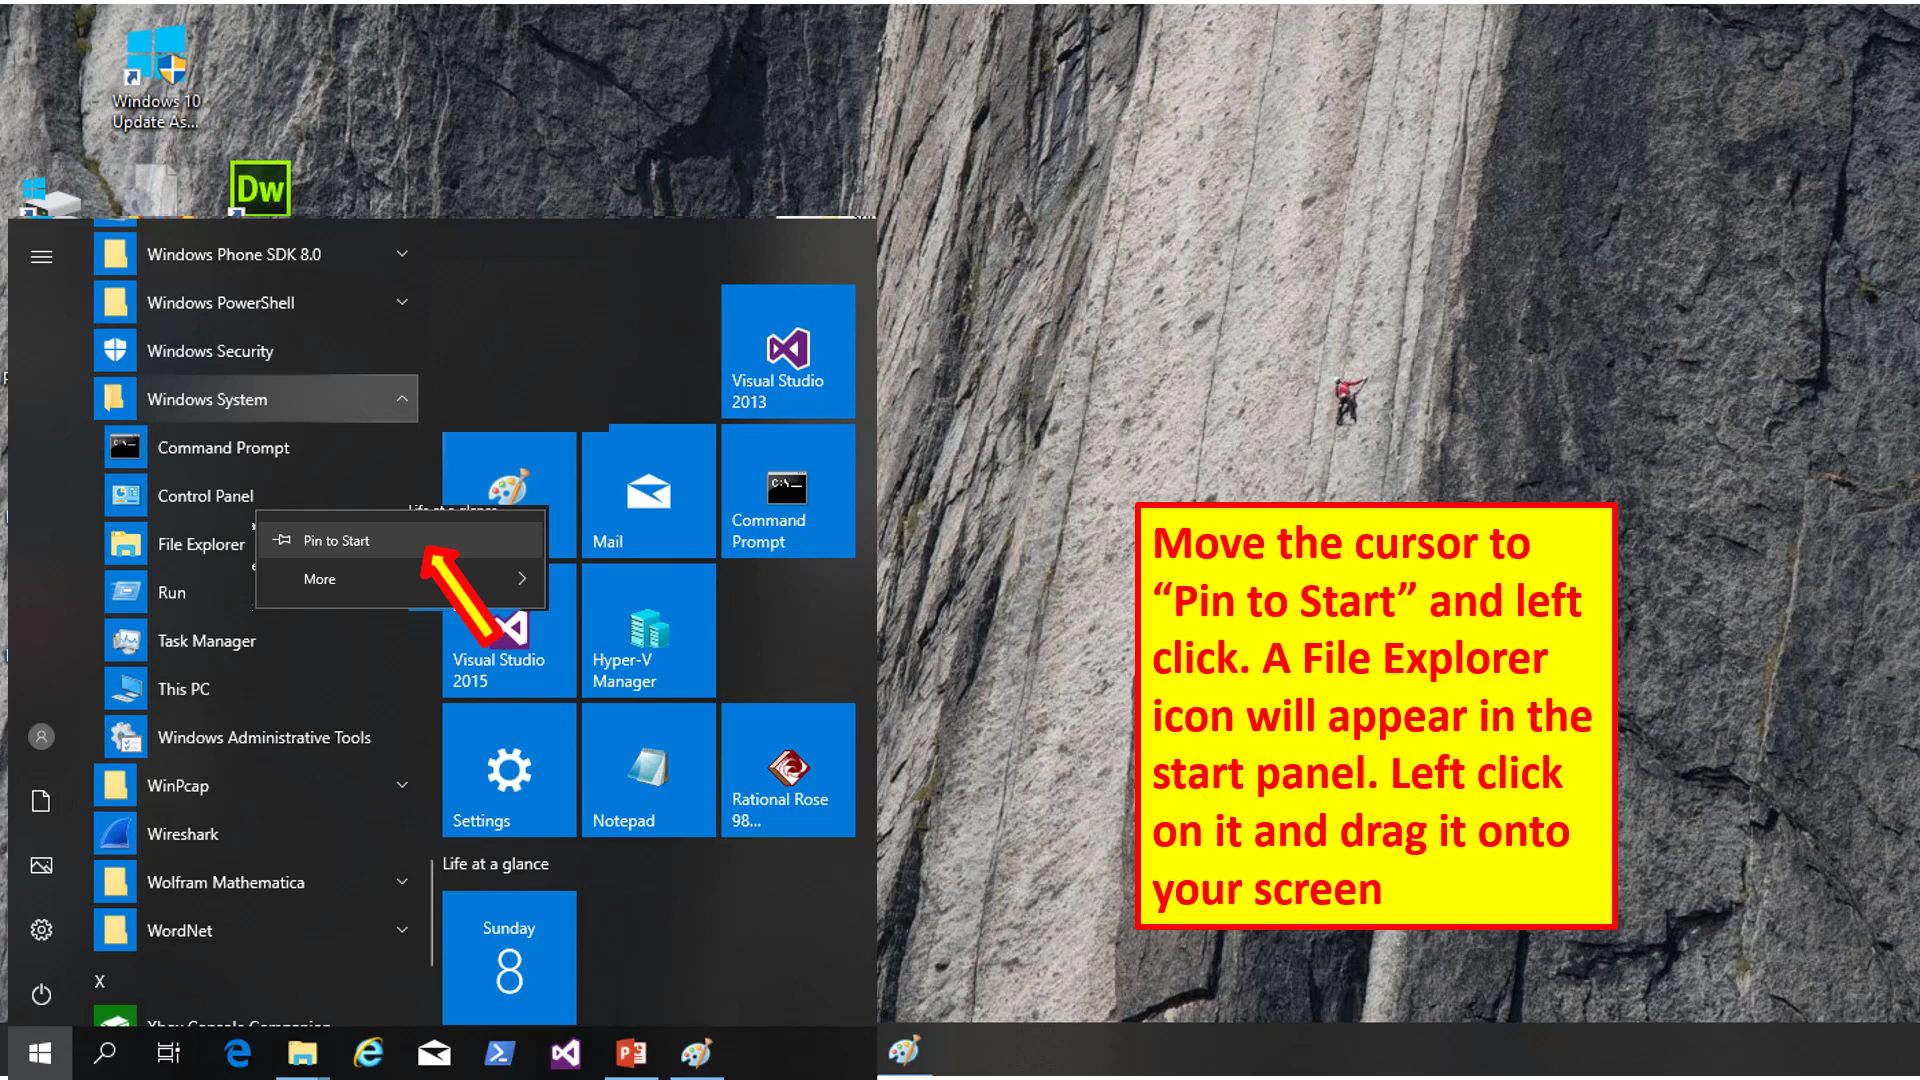 Windows 10
Update As...
Dw
Windows Phone SDK 8.0
Windows PowerShell
Windows Security
Windows System
Command Prompt
Control Panel
File Explorer
Run
Task Manager
This PC
Windows Administrative Tools
WinPcap
Wireshark
Wolfram Mathematica
WordNet
X
Pin to Start
More
Visual Studio
2013
Mail
Command
Prompt
Visual Studio
2015
Hyper-V
Manager
Settings
Notepad
Rational Rose
98...
Life at a glance
Sunday
8
Move the cursor to
“Pin to Start” and left
click. A File Explorer
icon will appear in the
start panel. Left click
on it and drag it onto
your screen